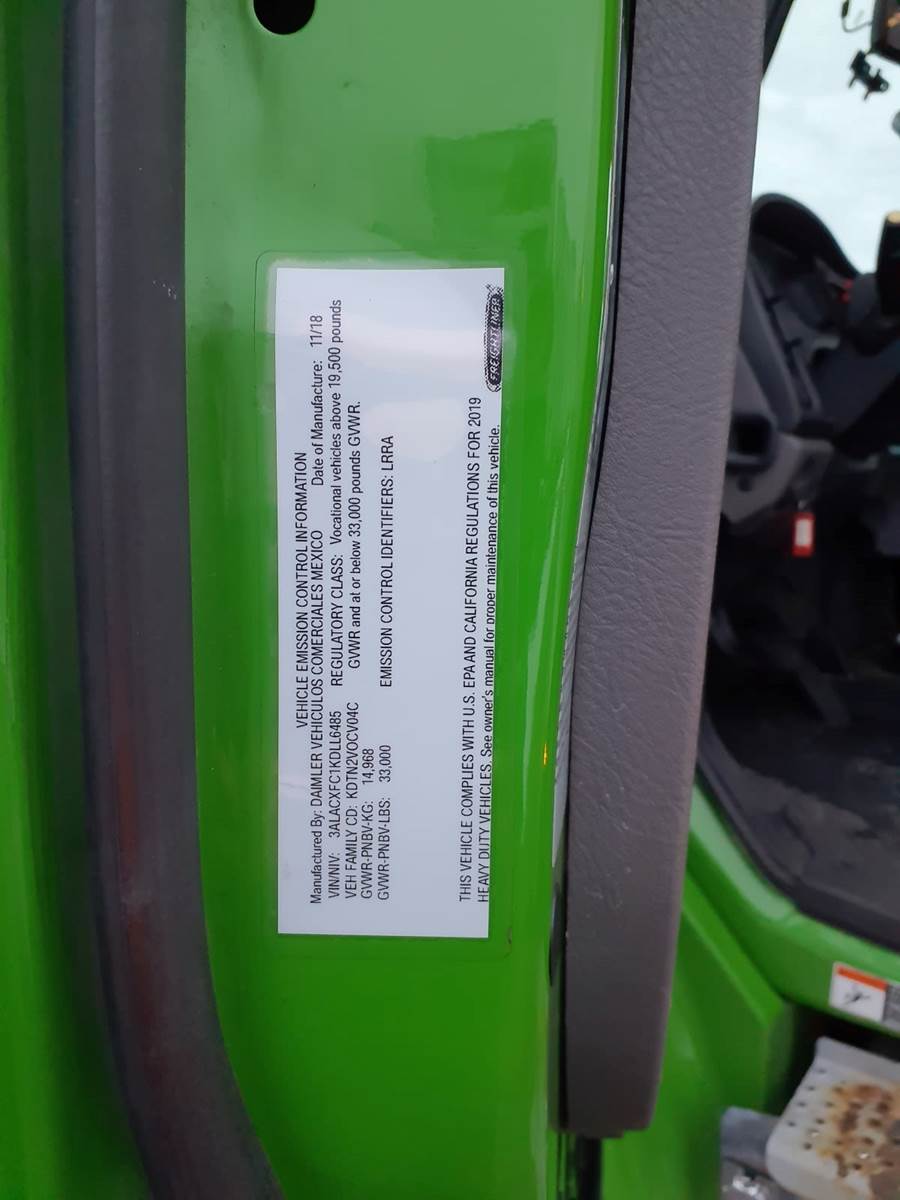 VEHICLE EMISSION CONTROL INFORMATION
Manufactured By: DAIMLER VEHICULOS COMERCIALES MEXICO Date of Manufacture: 11/18
VIN/NIV: 3ALACXFC1KDLL6485 REGULATORY CLASS: Vocational vehicles above 19,500 pounds
VEH FAMILY CD: KDTN2VOCV04C GVWR and at or below 33,000 pounds GVWR.
GVWR-PNBV-KG: 14,968
GVWR-PNBV-LBS: 33,000 EMISSION CONTROL IDENTIFIERS: LRRA
THIS VEHICLE COMPLIES WITH U.S. EPA AND CALIFORNIA REGULATIONS FOR 2019
HEAVY DUTY VEHICLES. See owner's manual for proper maintenance of this vehicle.
FREIGHTLINER